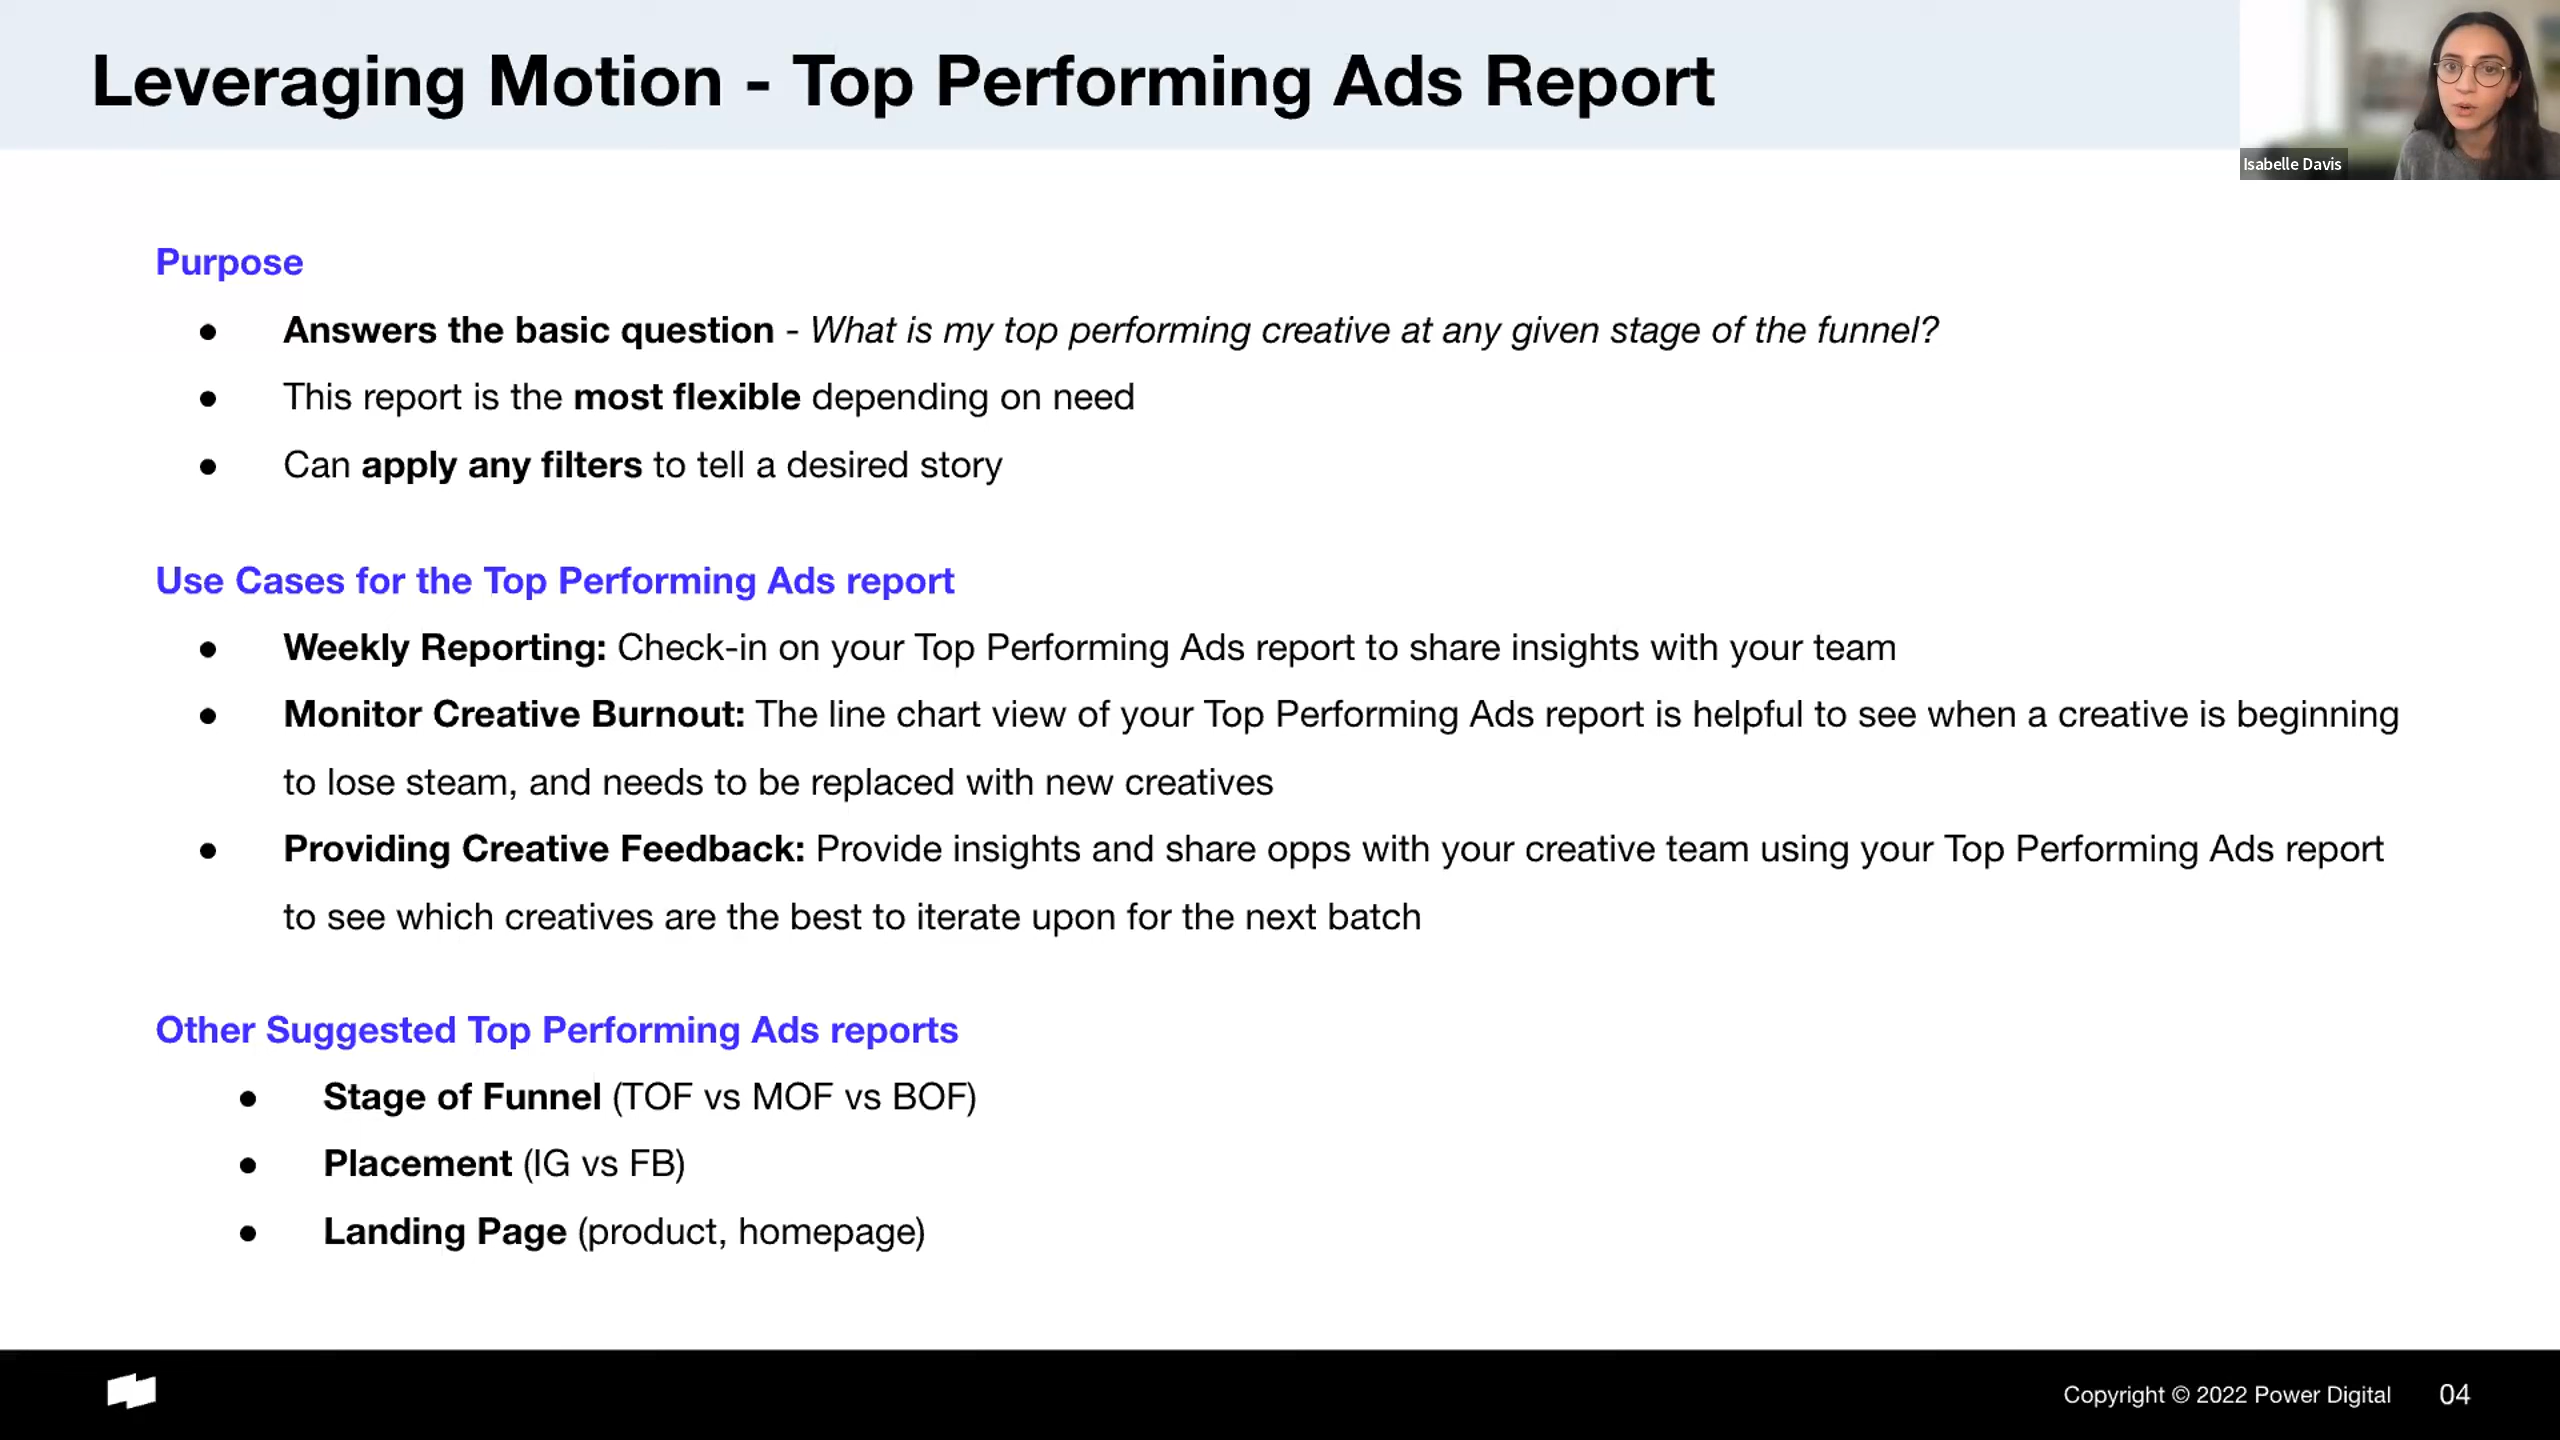 Leveraging Motion - Top Performing Ads Report
Isabelle Davis
Purpose
● Answers the basic question - What is my top performing creative at any given stage of the funnel?
● This report is the most flexible depending on need
● Can apply any filters to tell a desired story
Use Cases for the Top Performing Ads report
● Weekly Reporting: Check-in on your Top Performing Ads report to share insights with your team
● Monitor Creative Burnout: The line chart view of your Top Performing Ads report is helpful to see when a creative is beginning
to lose steam, and needs to be replaced with new creatives
● Providing Creative Feedback: Provide insights and share opps with your creative team using your Top Performing Ads report
to see which creatives are the best to iterate upon for the next batch
Other Suggested Top Performing Ads reports
● Stage of Funnel (TOF vs MOF vs BOF)
● Placement (IG vs FB)
● Landing Page (product, homepage)
Copyright © 2022 Power Digital 04